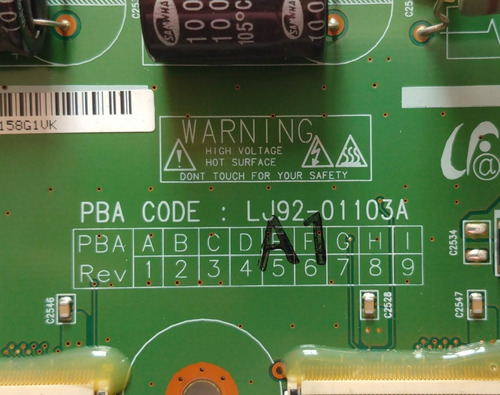 SAMWHA
105°C
158G1VK
WARNING
HIGH VOLTAGE
HOT SURFACE
DONT TOUCH FOR YOUR SAFETY
PBA CODE : LJ92-01103A
PBA A B C D E F G H I
Rev 1 2 3 4 5 6 7 8 9
A1
C2534
C2546
C2528
C2547